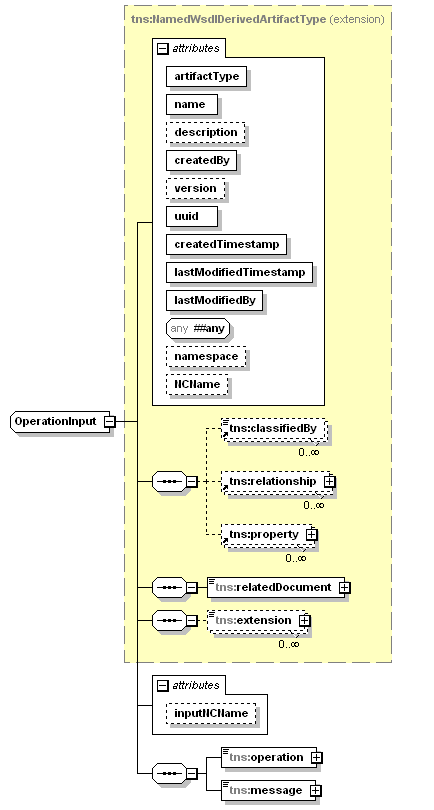 tns:NamedWsdlDerivedArtifactType (extension)
attributes
artifactType
name
description
createdBy
version
uuid
createdTimestamp
lastModifiedTimestamp
lastModifiedBy
any ##any
namespace
NCName
OperationInput
tns:classifiedBy
0..∞
tns:relationship
0..∞
tns:property
0..∞
tns:relatedDocument
tns:extension
0..∞
attributes
inputNCName
tns:operation
tns:message